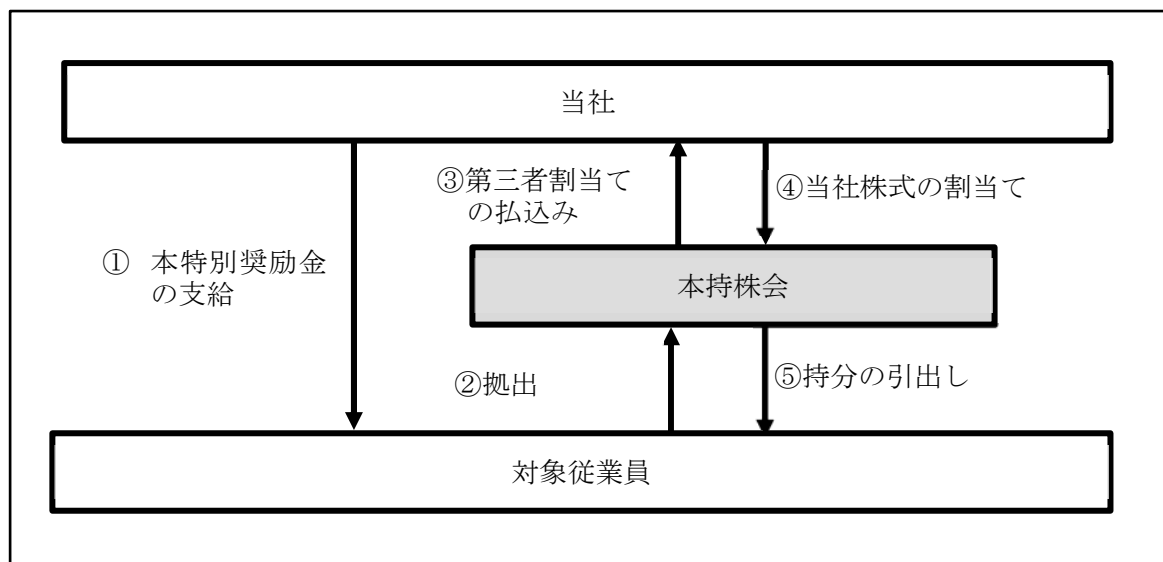 当社
③第三者割当て
の払込み
④当社株式の割当て
① 本特別奨励金
の支給
本持株会
②拠出
⑤持分の引出し
対象従業員